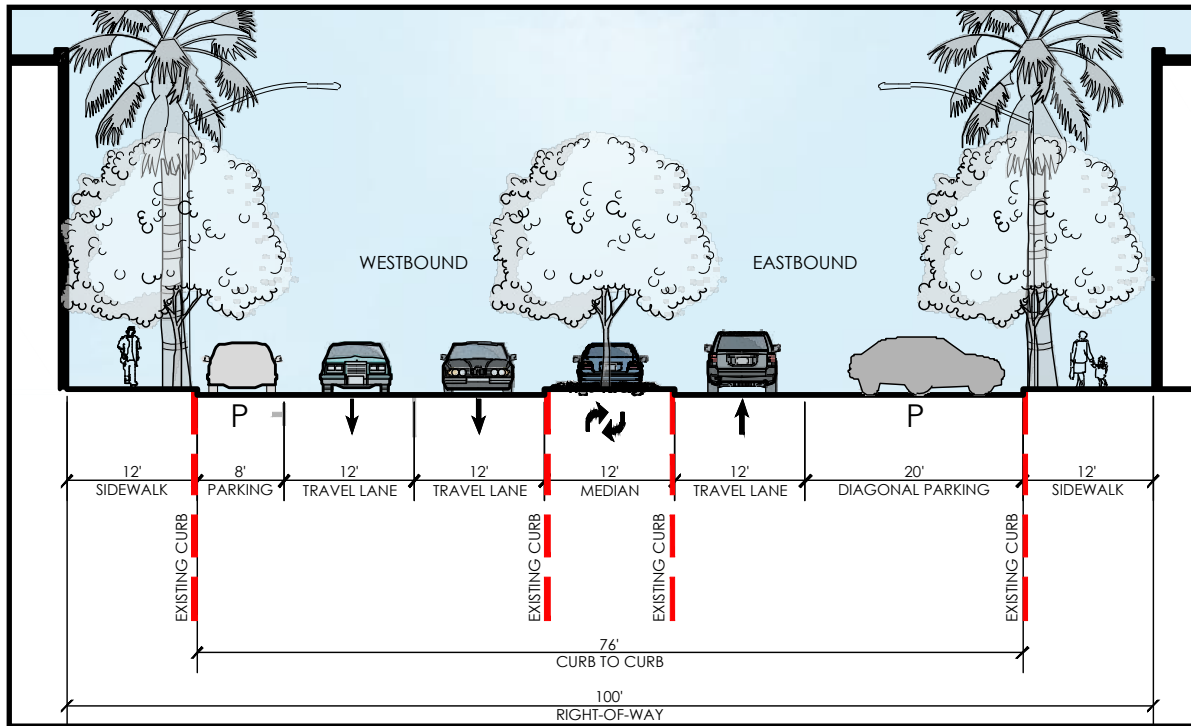 WESTBOUND
EASTBOUND
P
P
12'
8'
12'
12'
12'
12'
20'
12'
SIDEWALK
PARKING
TRAVEL LANE
TRAVEL LANE
MEDIAN
TRAVEL LANE
DIAGONAL PARKING
SIDEWALK
EXISTING CURB
EXISTING CURB
EXISTING CURB
EXISTING CURB
76'
CURB TO CURB
100'
RIGHT-OF-WAY